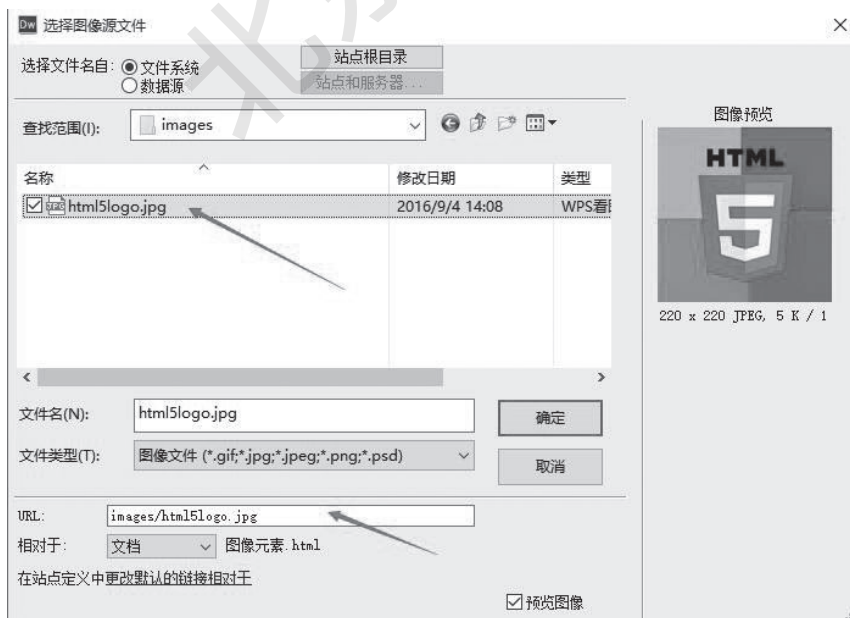 Dw 选择图像源文件
选择文件名自: 文件系统 站点根目录
数据源 站点和服务器...
查找范围(I): images
图像预览
名称 修改日期 类型
html5logo.jpg 2016/9/4 14:08 WPS看
HTML
5
220 x 220 JPEG, 5 K / 1
文件名(N): html5logo.jpg 确定
文件类型(T): 图像文件 (*.gif;*.jpg;*.jpeg;*.png;*.psd) 取消
URL: images/html5logo.jpg
相对于: 文档 图像元素.html
在站点定义中更改默认的链接相对于
预览图像